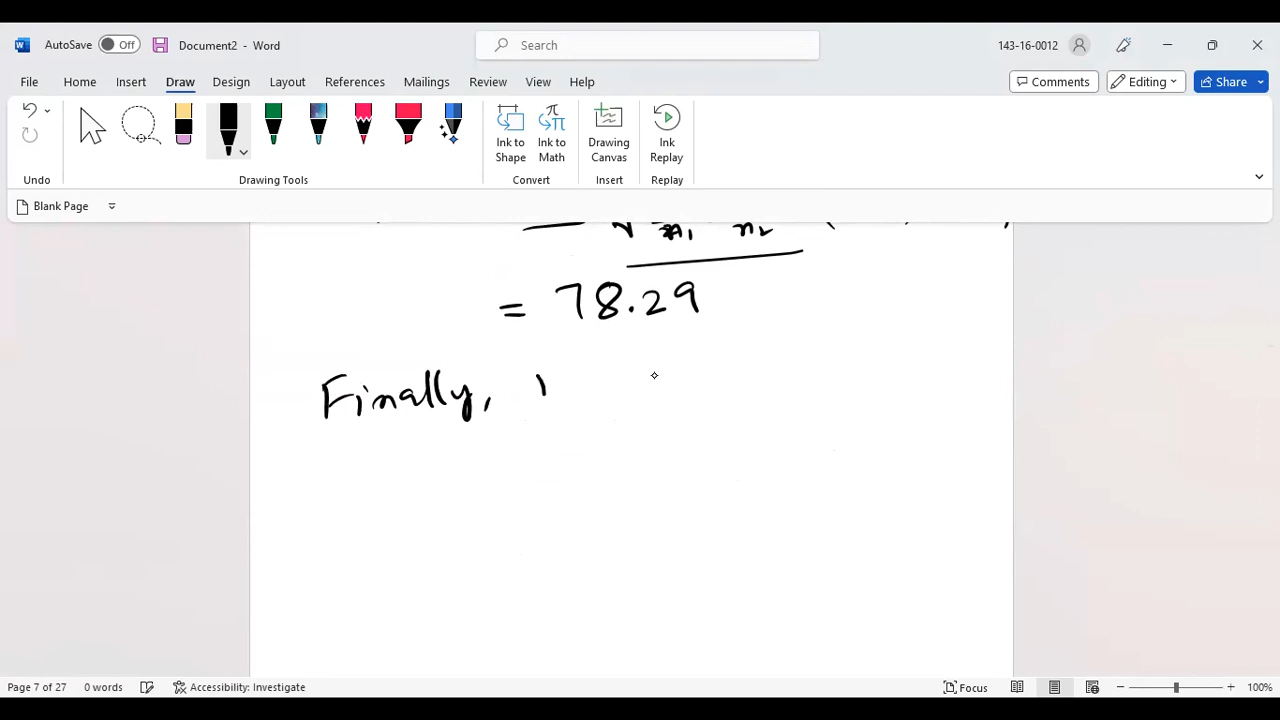 AutoSave Off Document2 - Word Search 143-16-0012
File Home Insert Draw Design Layout References Mailings Review View Help Comments Editing Share
Undo Drawing Tools Ink to Shape Ink to Math Convert Drawing Canvas Insert Ink Replay Replay
Blank Page
n₁ n₂
= 78.29
Finally,
Page 7 of 27 0 words Accessibility: Investigate Focus 100%